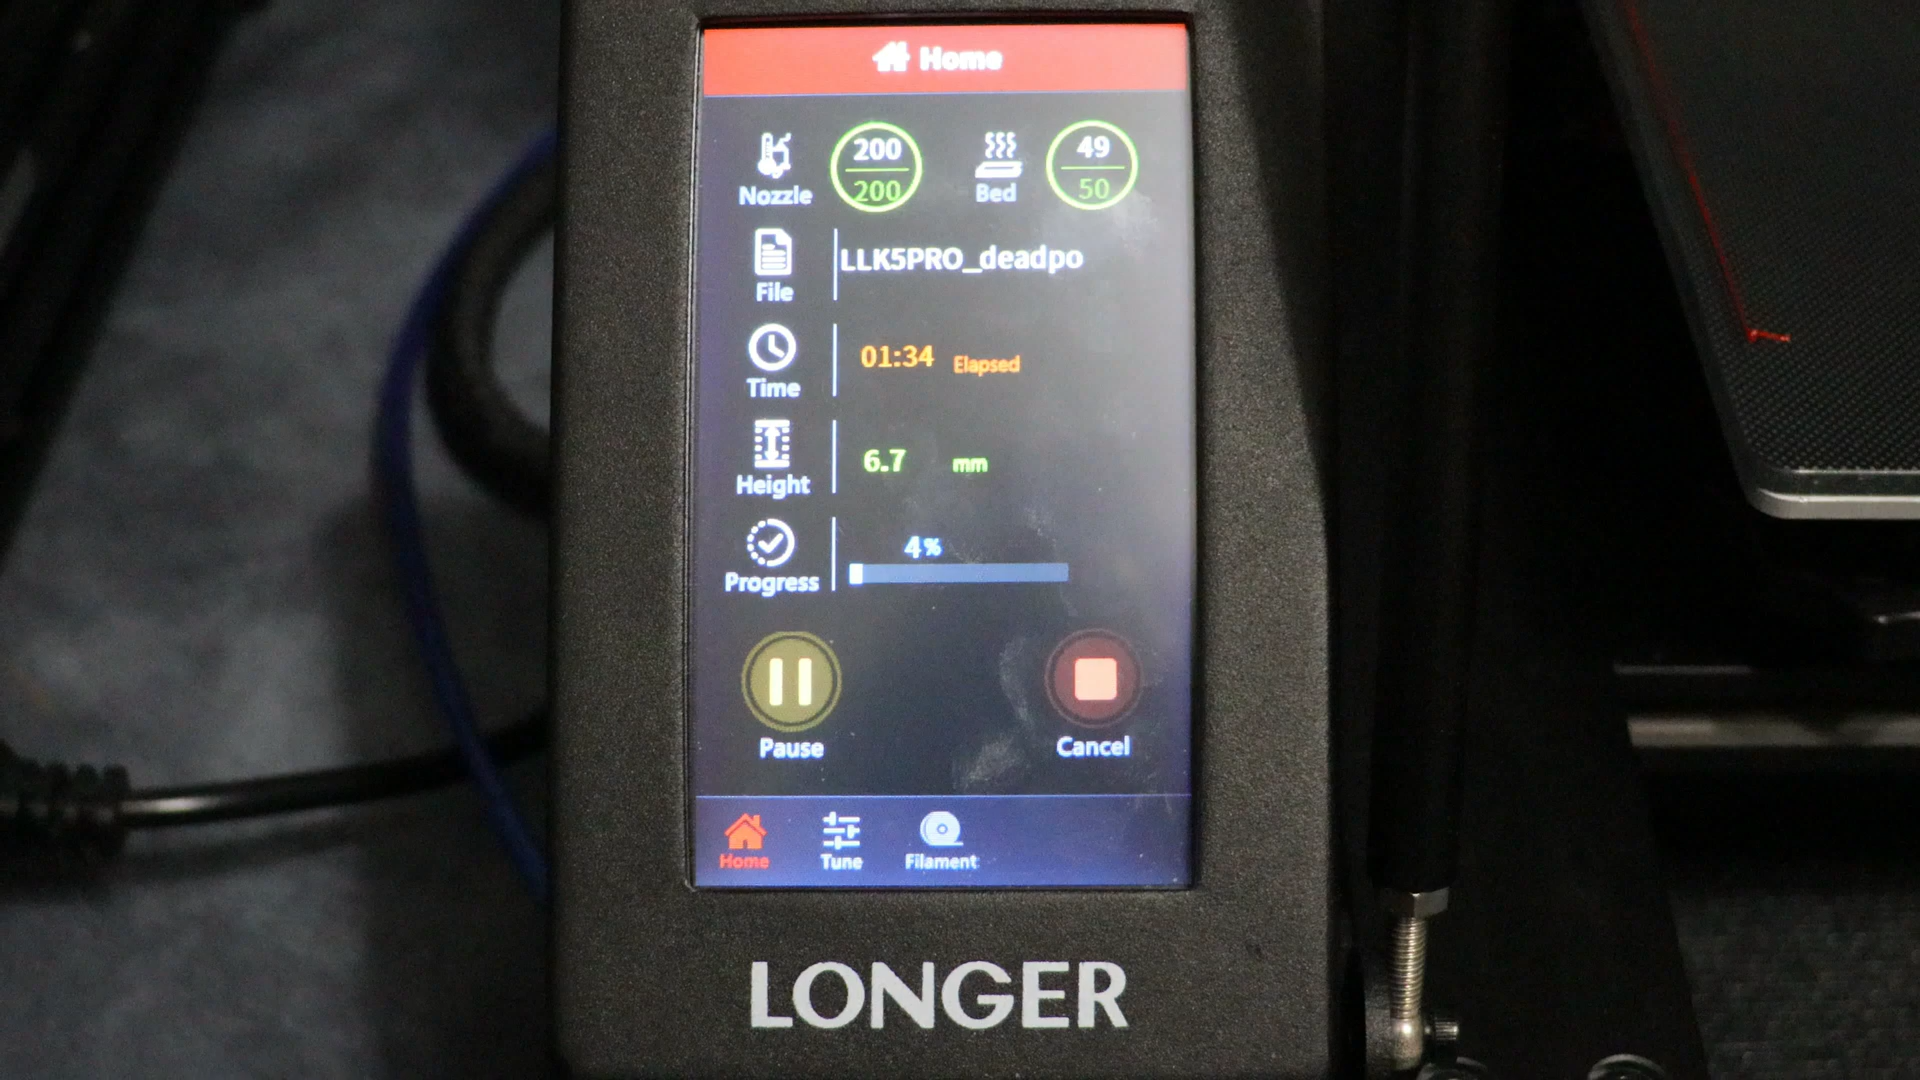 Home
Nozzle 200 200 Bed 49 50
File LLK5PRO_deadpo
Time 01:34 Elapsed
Height 6.7 mm
Progress 4%
Pause Cancel
Home Tune Filament
LONGER